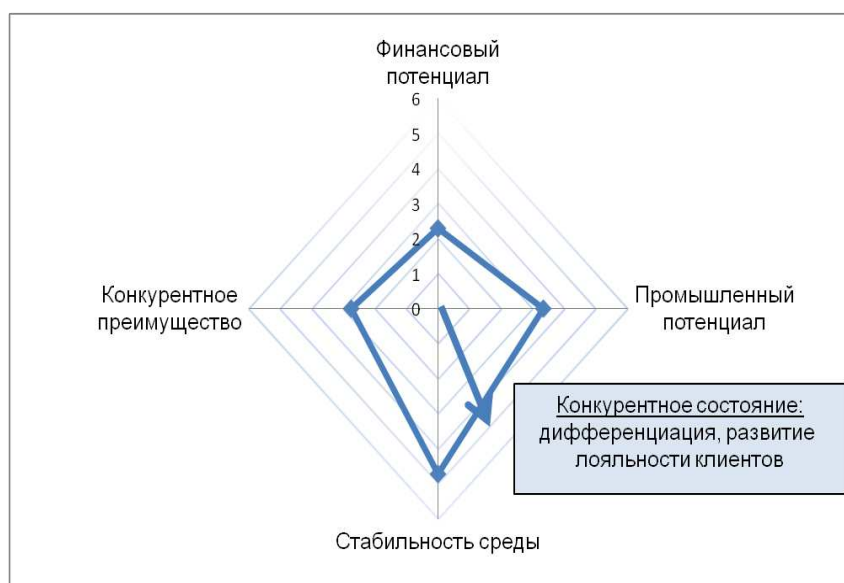 Финансовый
потенциал
6
5
4
3
2
1
0
Конкурентное
преимущество
Промышленный
потенциал
Конкурентное состояние:
дифференциация, развитие
лояльности клиентов
Стабильность среды